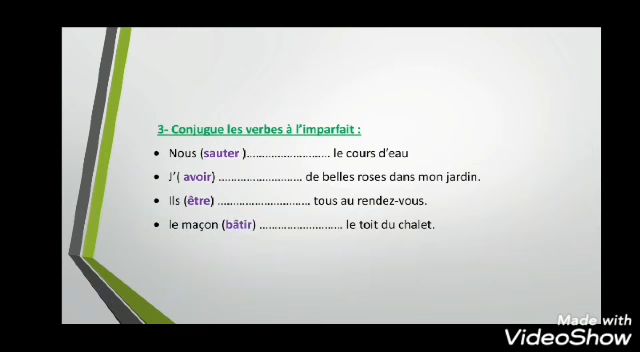 3- Conjugue les verbes à l'imparfait :
• Nous (sauter )............................ le cours d'eau
• J'( avoir) ............................ de belles roses dans mon jardin.
• Ils (être) ............................... tous au rendez-vous.
• le maçon (bâtir) ............................ le toit du chalet.
Made with
VideoShow